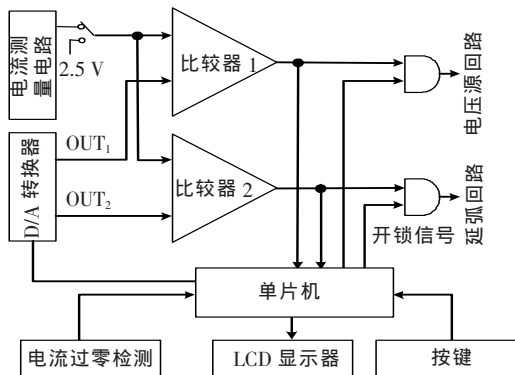 电流测
量电路
2.5 V
比较器 1
电压源回路
D/A 转换器
OUT₁
OUT₂
比较器 2
延弧回路
开锁信号
单片机
电流过零检测
LCD 显示器
按键